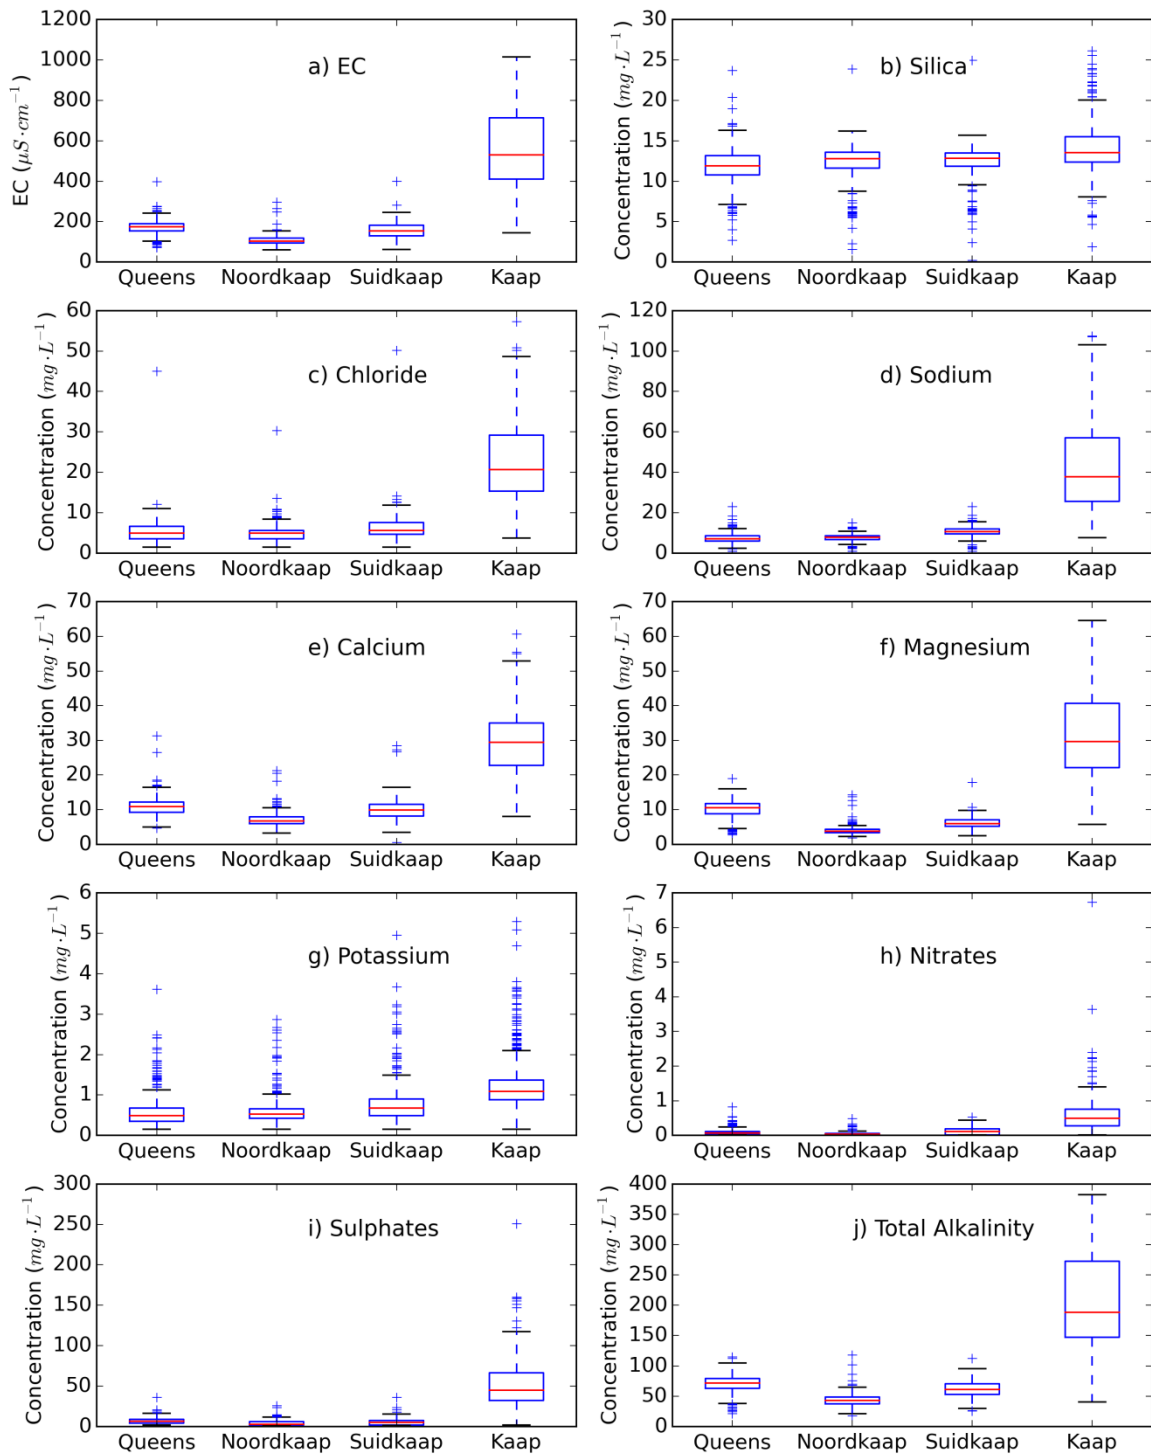 1200
1000
800
600
400
200
0
EC (μS·cm⁻¹)
a) EC
Queens Noordkaap Suidkaap Kaap
30
25
20
15
10
5
0
Concentration (mg·L⁻¹)
b) Silica
Queens Noordkaap Suidkaap Kaap
60
50
40
30
20
10
0
Concentration (mg·L⁻¹)
c) Chloride
Queens Noordkaap Suidkaap Kaap
120
100
80
60
40
20
0
Concentration (mg·L⁻¹)
d) Sodium
Queens Noordkaap Suidkaap Kaap
70
60
50
40
30
20
10
0
Concentration (mg·L⁻¹)
e) Calcium
Queens Noordkaap Suidkaap Kaap
70
60
50
40
30
20
10
0
Concentration (mg·L⁻¹)
f) Magnesium
Queens Noordkaap Suidkaap Kaap
6
5
4
3
2
1
0
Concentration (mg·L⁻¹)
g) Potassium
Queens Noordkaap Suidkaap Kaap
7
6
5
4
3
2
1
0
Concentration (mg·L⁻¹)
h) Nitrates
Queens Noordkaap Suidkaap Kaap
300
250
200
150
100
50
0
Concentration (mg·L⁻¹)
i) Sulphates
Queens Noordkaap Suidkaap Kaap
400
350
300
250
200
150
100
50
0
Concentration (mg·L⁻¹)
j) Total Alkalinity
Queens Noordkaap Suidkaap Kaap